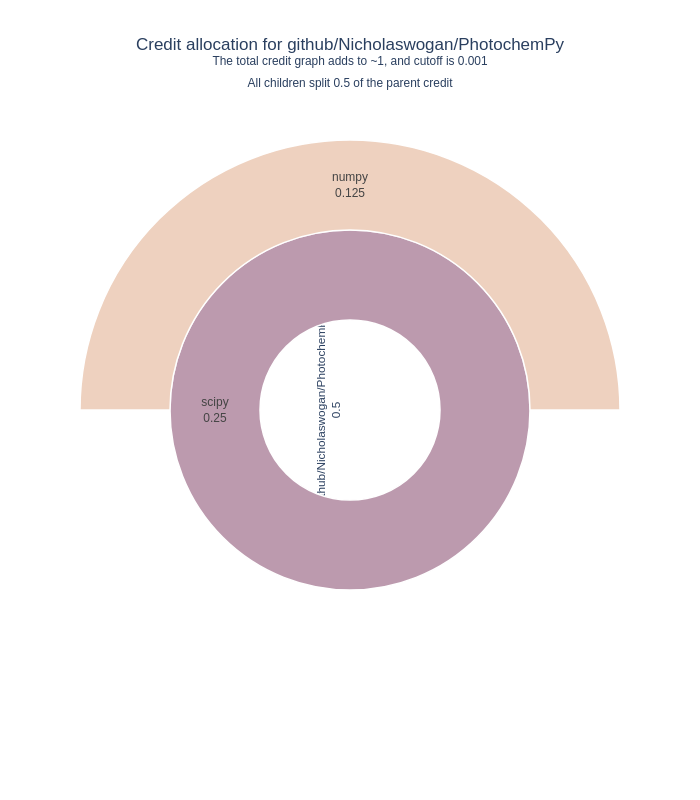 Credit allocation for github/Nicholaswogan/PhotochemPy
The total credit graph adds to ~1, and cutoff is 0.001
All children split 0.5 of the parent credit
numpy
0.125
scipy
0.25
hub/Nicholaswogan/Photochem
0.5